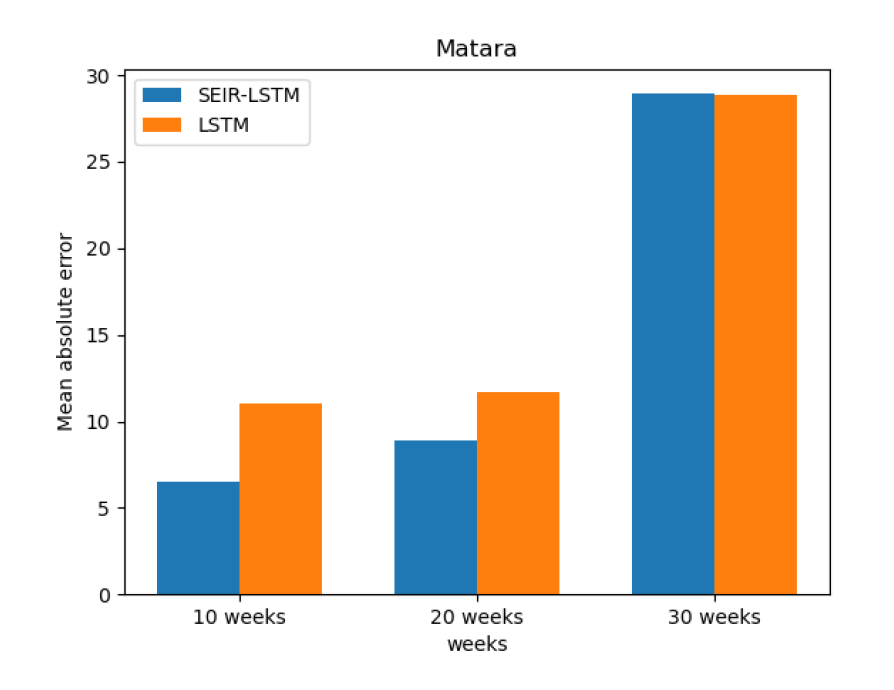 Matara
SEIR-LSTM
LSTM
Mean absolute error
30
25
20
15
10
5
0
10 weeks
20 weeks
30 weeks
weeks